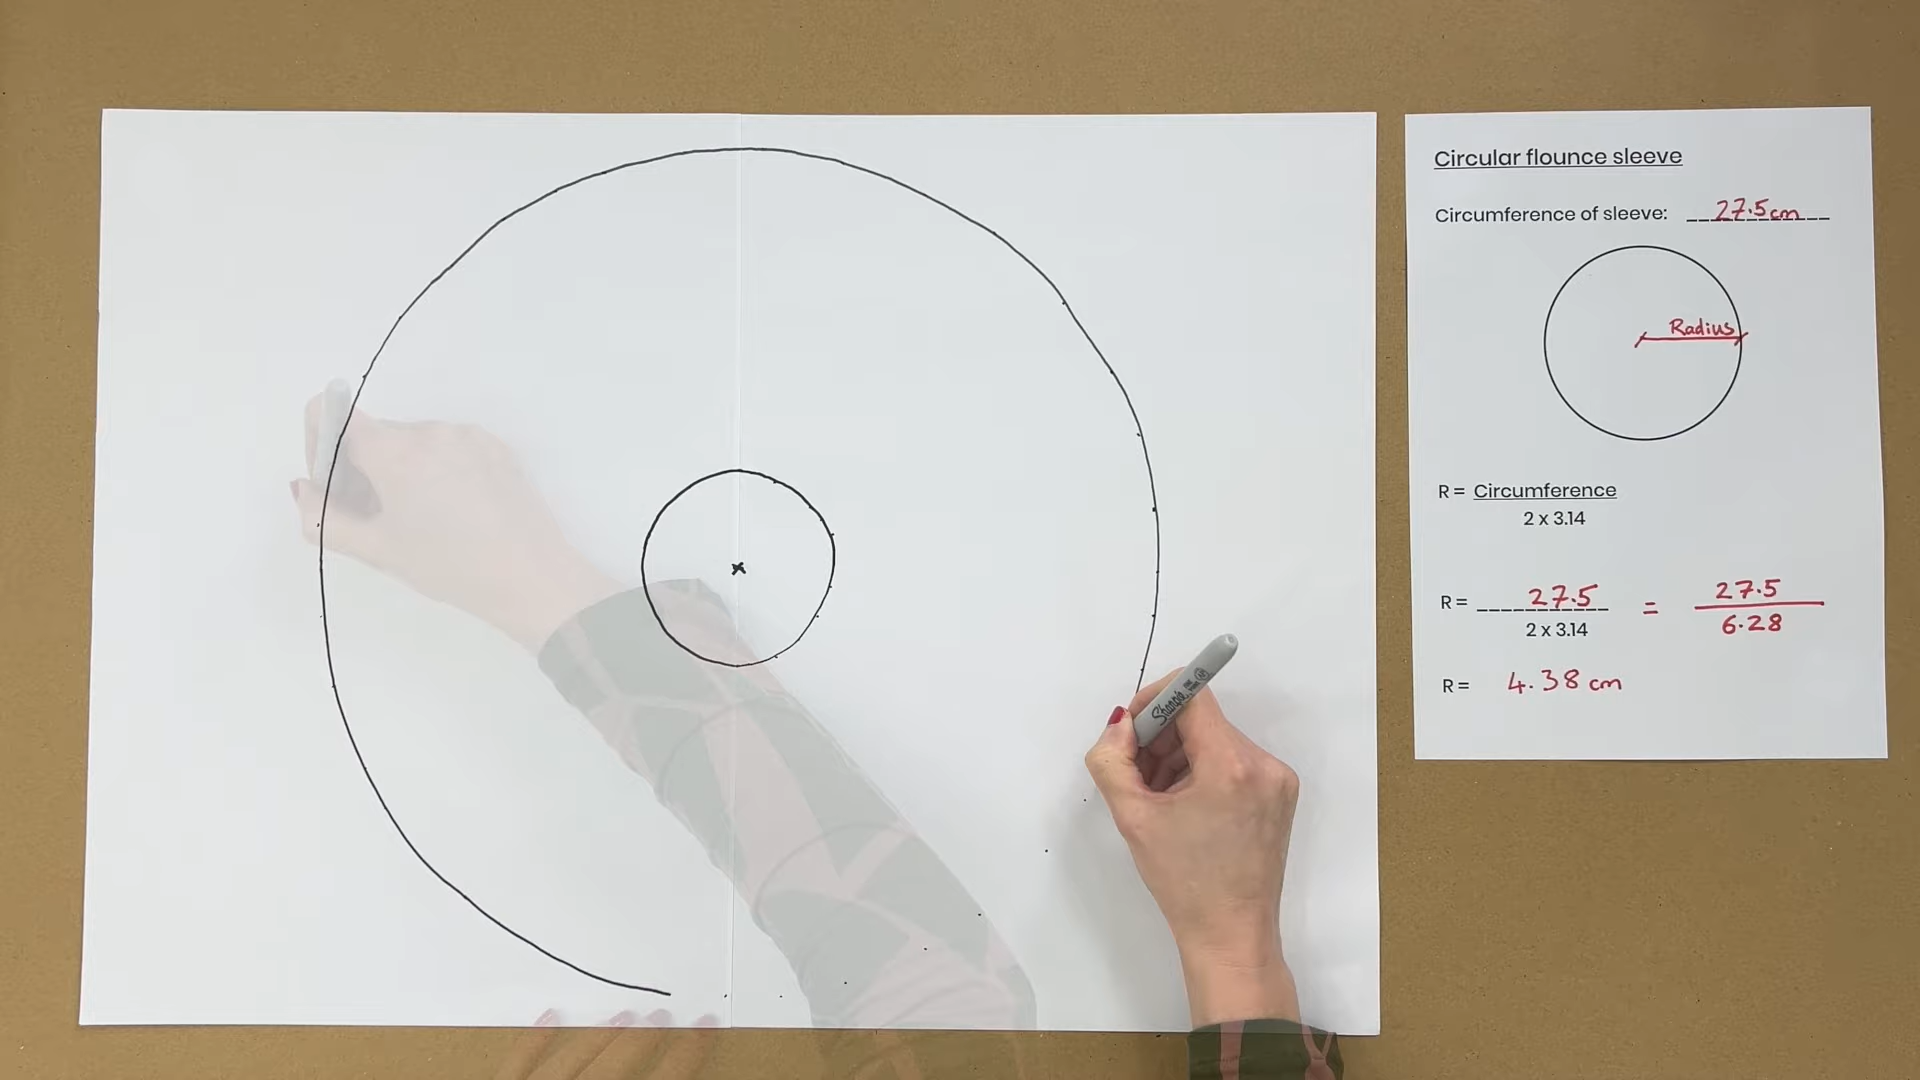 Circular flounce sleeve
Circumference of sleeve: 27.5cm
Radius
R = Circumference
2 x 3.14
R = 27.5 = 27.5
2 x 3.14 6.28
R = 4.38 cm
Sharpie